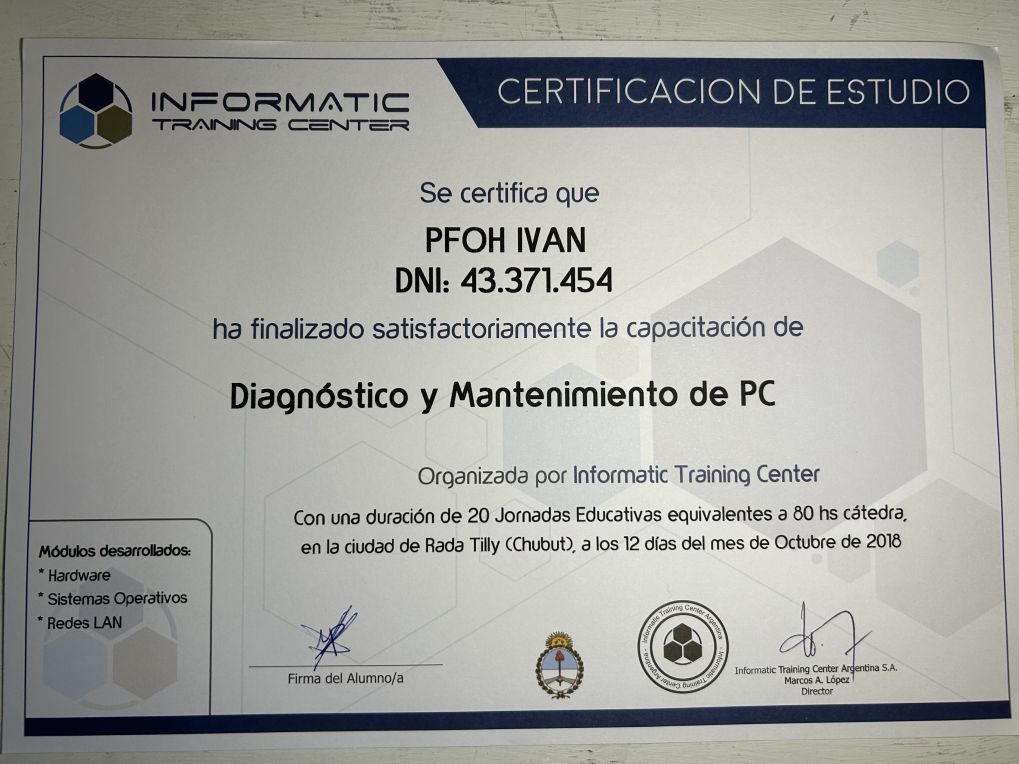 INFORMATIC
TRAINING CENTER
CERTIFICACION DE ESTUDIO
Se certifica que
PFOH IVAN
DNI: 43.371.454
ha finalizado satisfactoriamente la capacitación de
Diagnóstico y Mantenimiento de PC
Organizada por Informatic Training Center
Con una duración de 20 Jornadas Educativas equivalentes a 80 hs cátedra,
en la ciudad de Rada Tilly (Chubut), a los 12 días del mes de Octubre de 2018
Módulos desarrollados:
* Hardware
* Sistemas Operativos
* Redes LAN
Firma del Alumno/a
Informatic Training Center Argentina - Informatic Training Center Argentina -
Informatic Training Center Argentina S.A.
Marcos A. López
Director